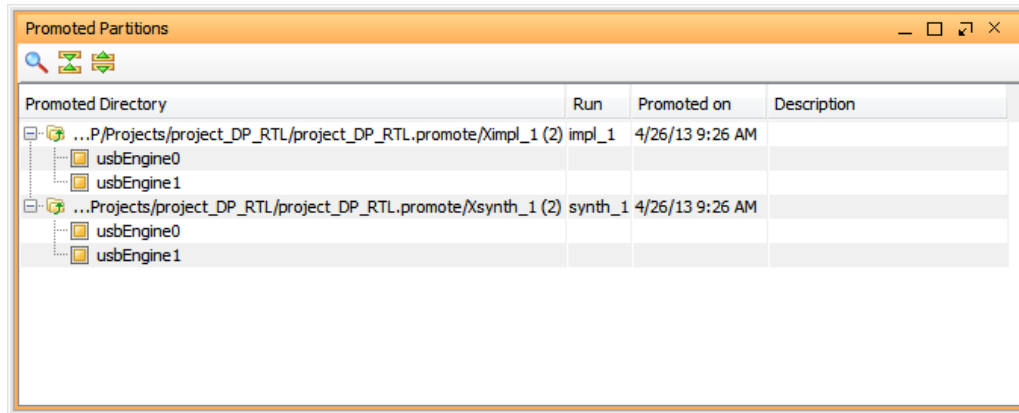 Promoted Partitions
Promoted Directory Run Promoted on Description
...P/Projects/project_DP_RTL/project_DP_RTL.promote/Ximpl_1 (2) impl_1 4/26/13 9:26 AM
usbEngine0
usbEngine1
...Projects/project_DP_RTL/project_DP_RTL.promote/Xsynth_1 (2) synth_1 4/26/13 9:26 AM
usbEngine0
usbEngine1